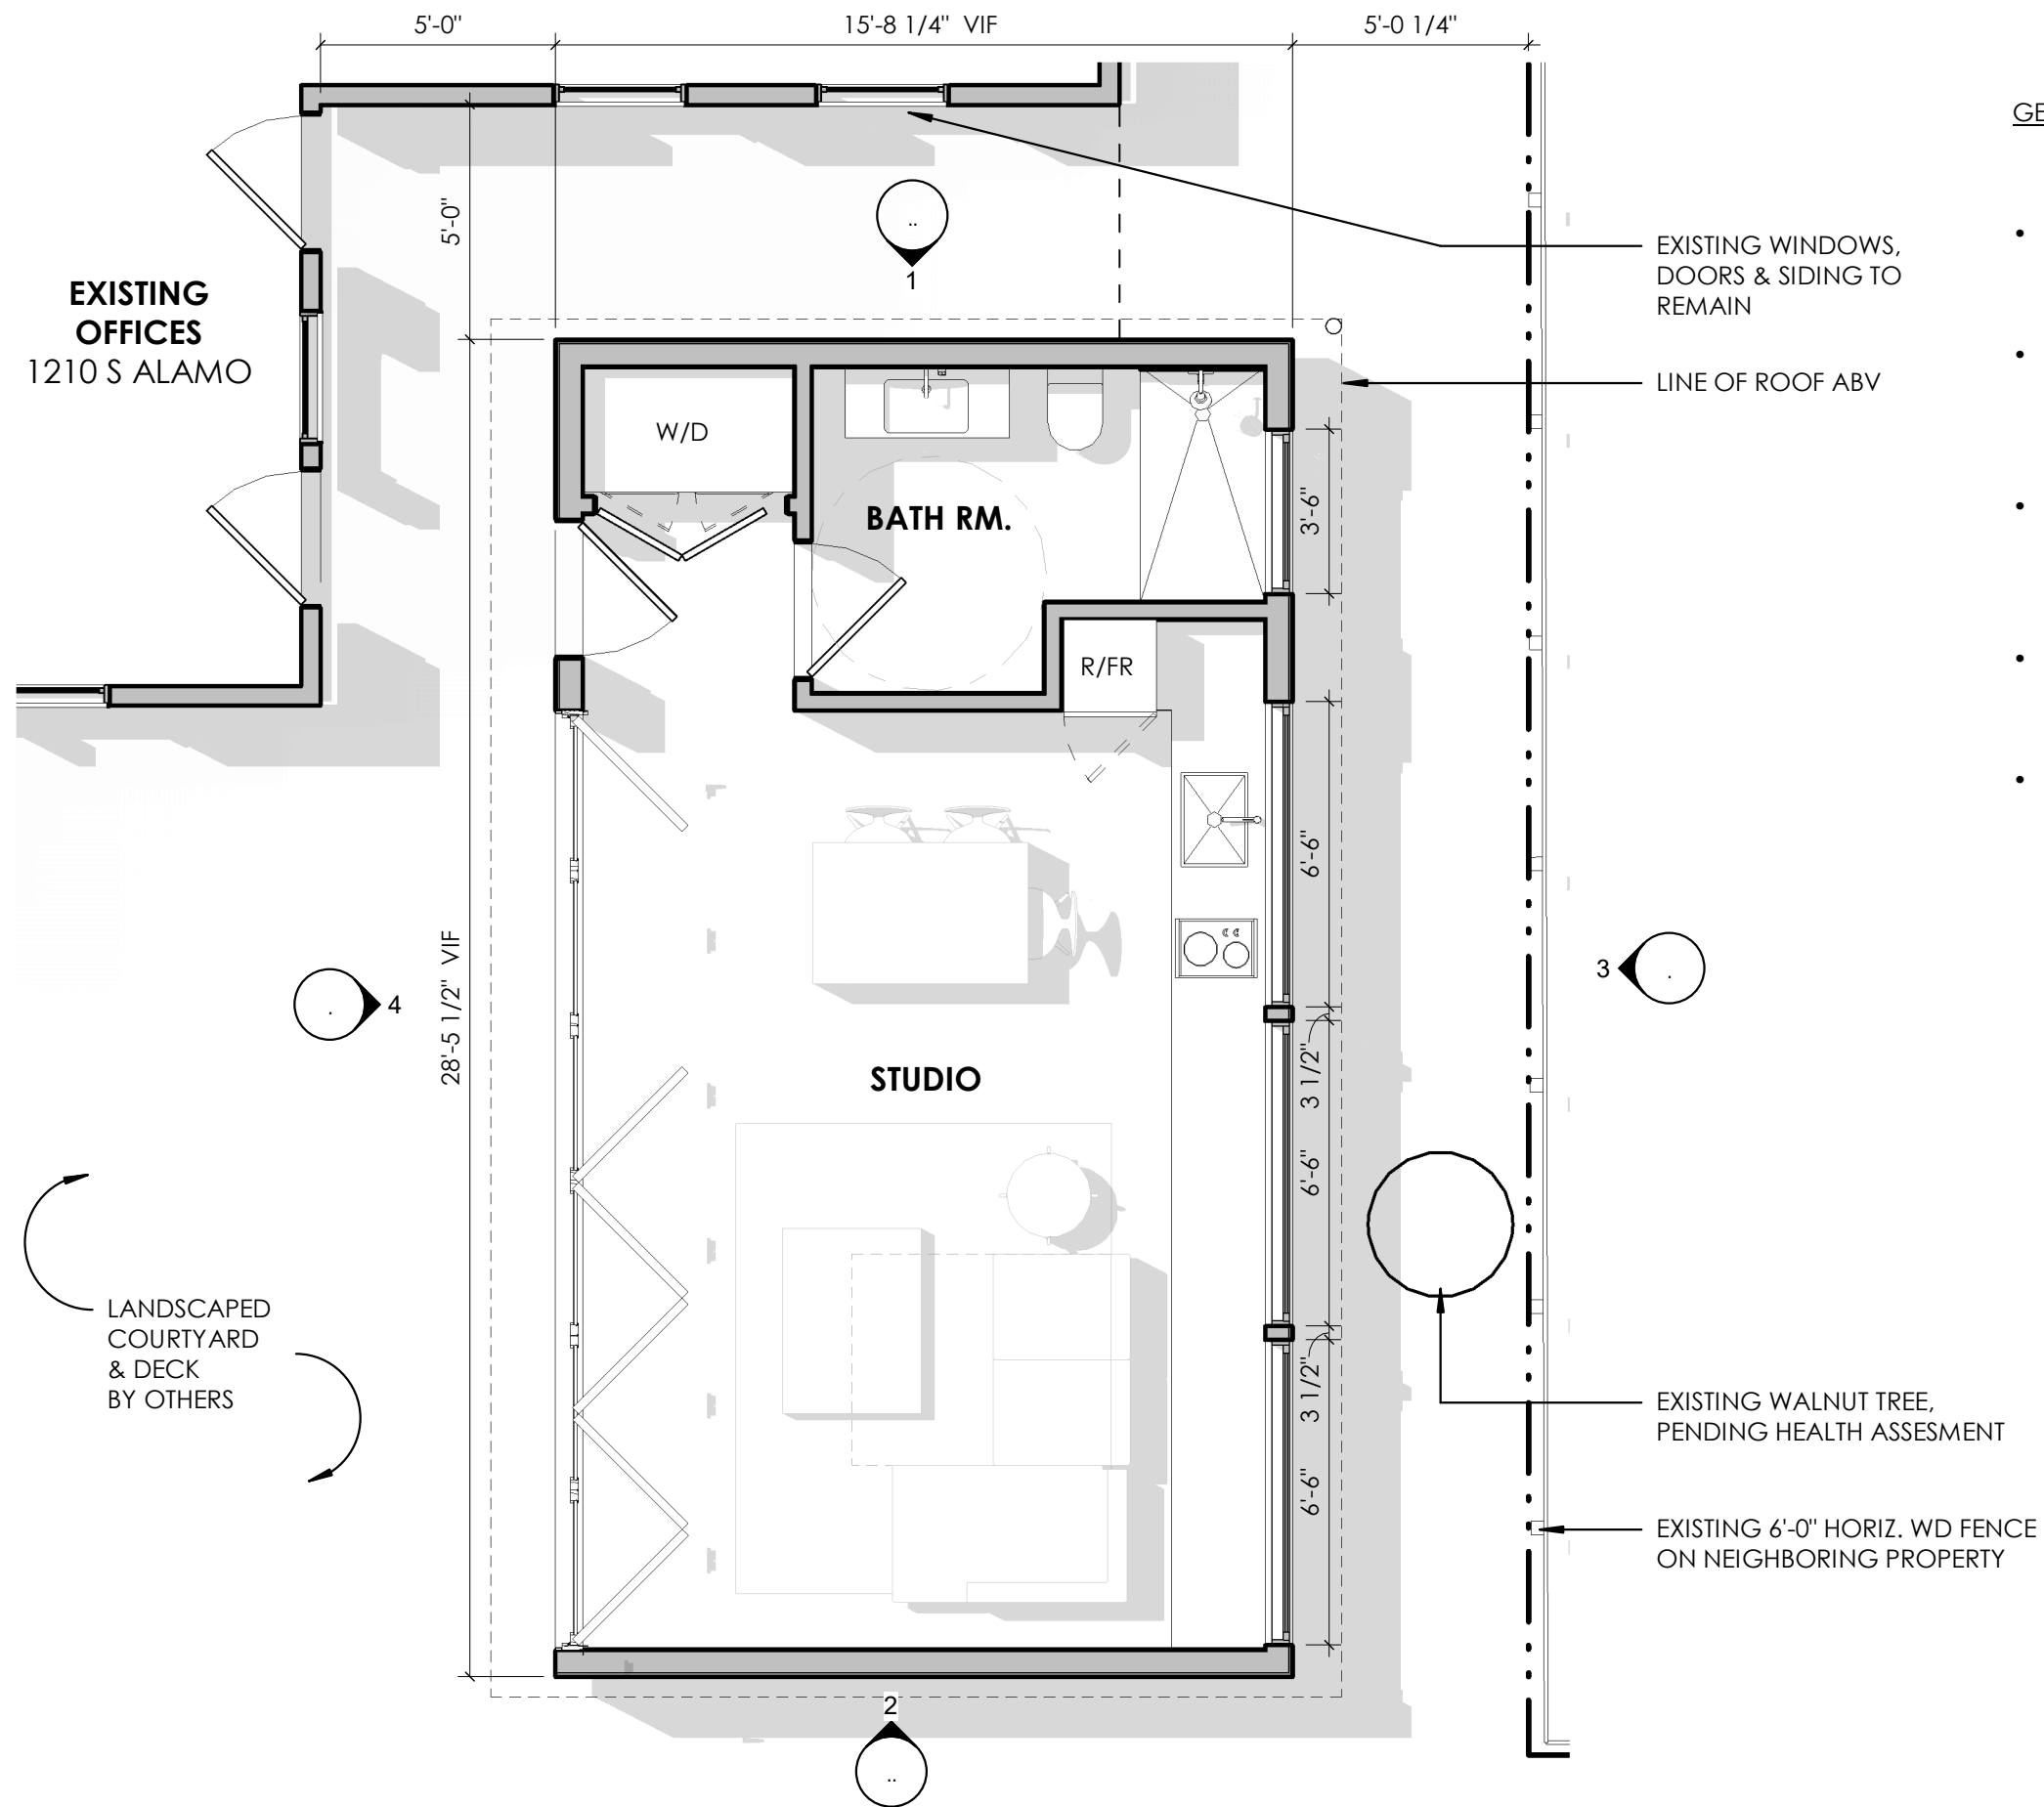 5'-0"
15'-8 1/4" VIF
5'-0 1/4"
GE
5'-0"
..
1
EXISTING
OFFICES
1210 S ALAMO
EXISTING WINDOWS,
DOORS & SIDING TO
REMAIN
LINE OF ROOF ABV
W/D
BATH RM.
3'-6"
R/FR
6'-6"
28'-5 1/2" VIF
. 4
3 .
STUDIO
3 1/2"
6'-6"
LANDSCAPED
COURTYARD
& DECK
BY OTHERS
3 1/2"
EXISTING WALNUT TREE,
PENDING HEALTH ASSESMENT
6'-6"
EXISTING 6'-0" HORIZ. WD FENCE
ON NEIGHBORING PROPERTY
2
..